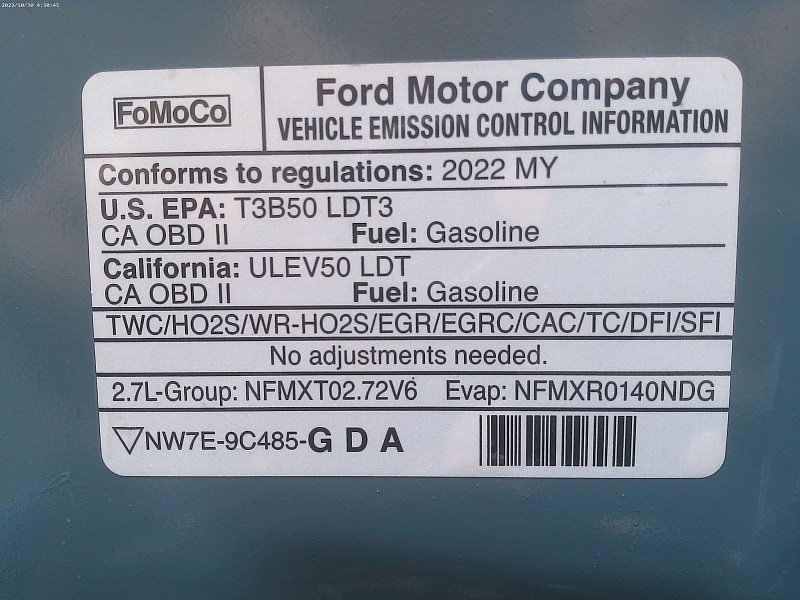 2023/10/30 4:30:45
FoMoCo
Ford Motor Company
VEHICLE EMISSION CONTROL INFORMATION
Conforms to regulations: 2022 MY
U.S. EPA: T3B50 LDT3
CA OBD II Fuel: Gasoline
California: ULEV50 LDT
CA OBD II Fuel: Gasoline
TWC/HO2S/WR-HO2S/EGR/EGRC/CAC/TC/DFI/SFI
No adjustments needed.
2.7L-Group: NFMXT02.72V6 Evap: NFMXR0140NDG
NW7E-9C485-G D A